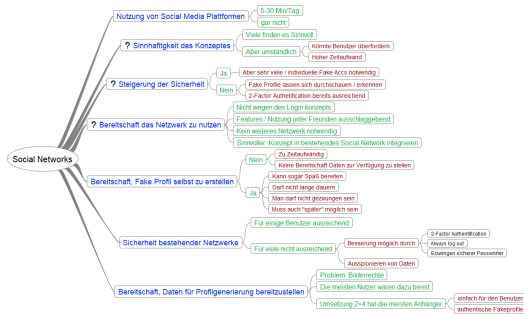 Social Networks
Nutzung von Social Media Plattformen
5-30 Min/Tag
gar nicht
? Sinnhaftigkeit des Konzeptes
Viele finden es Sinnvoll
Aber umständlich
Könnte Benutzer überfordern
Hoher Zeitaufwand
? Steigerung der Sicherheit
Ja
Aber sehr viele / individuelle Fake Accs notwendig
Nein
Fake Profile lassen sich durchschauen / erkennen
2-Factor Authetification bereits ausreichend
? Bereitschaft das Netzwerk zu nutzen
Nicht wegen des Login konzepts
Features / Nutzung unter Freunden ausschlaggebend
Kein weiteres Netzwerk notwendig
Sinnvoller: Konzept in bestehendes Social Network integrieren
Bereitschaft, Fake Profil selbst zu erstellen
Nein
Zu Zeitaufwändig
Keine Bereitschaft Daten zur Verfügung zu stellen
Ja
Kann sogar Spaß bereiten
Darf nicht lange dauern
Man darf nicht gezwungen sein
Muss auch "später" möglich sein
Sicherheit bestehender Netzwerke
Für einige Benutzer ausreichend
Für viele nicht ausreichend
Besserung möglich durch
2-Factor Authentification
Always log out
Erzwingen sicherer Passwörter
Ausspionieren von Daten
Bereitschaft, Daten für Profilgenerierung bereitzustellen
Problem: Bilderrechte
Die meisten Nutzer wären dazu bereit
Umsetzung 2+4 hat die meisten Anhänger
einfach für den Benutzer
authentische Fakeprofile